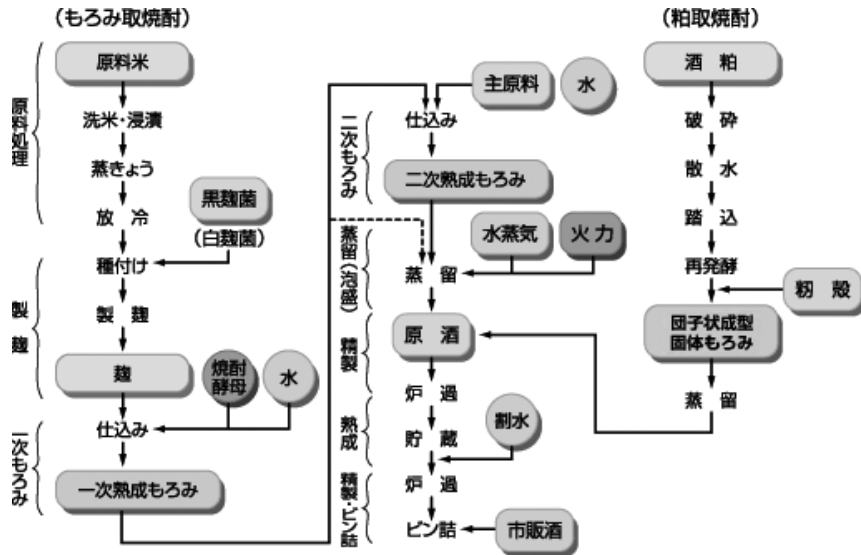 (もろみ取焼酎)
原料処理
原料米
洗米・浸漬
蒸きょう
放 冷
黒麹菌
(白麹菌)
製 麹
種付け
製 麹
麹
焼酎
酵母
水
一次もろみ
仕込み
一次熟成もろみ
主原料
水
二次もろみ
仕込み
二次熟成もろみ
蒸留(泡盛)
水蒸気
火 力
蒸 留
精製
原 酒
炉 過
熟成
貯 蔵
割水
精製・ビン詰
炉 過
ビン詰
市販酒
(粕取焼酎)
酒 粕
破 砕
散 水
踏 込
再発酵
籾 殻
団子状成型
固体もろみ
蒸 留